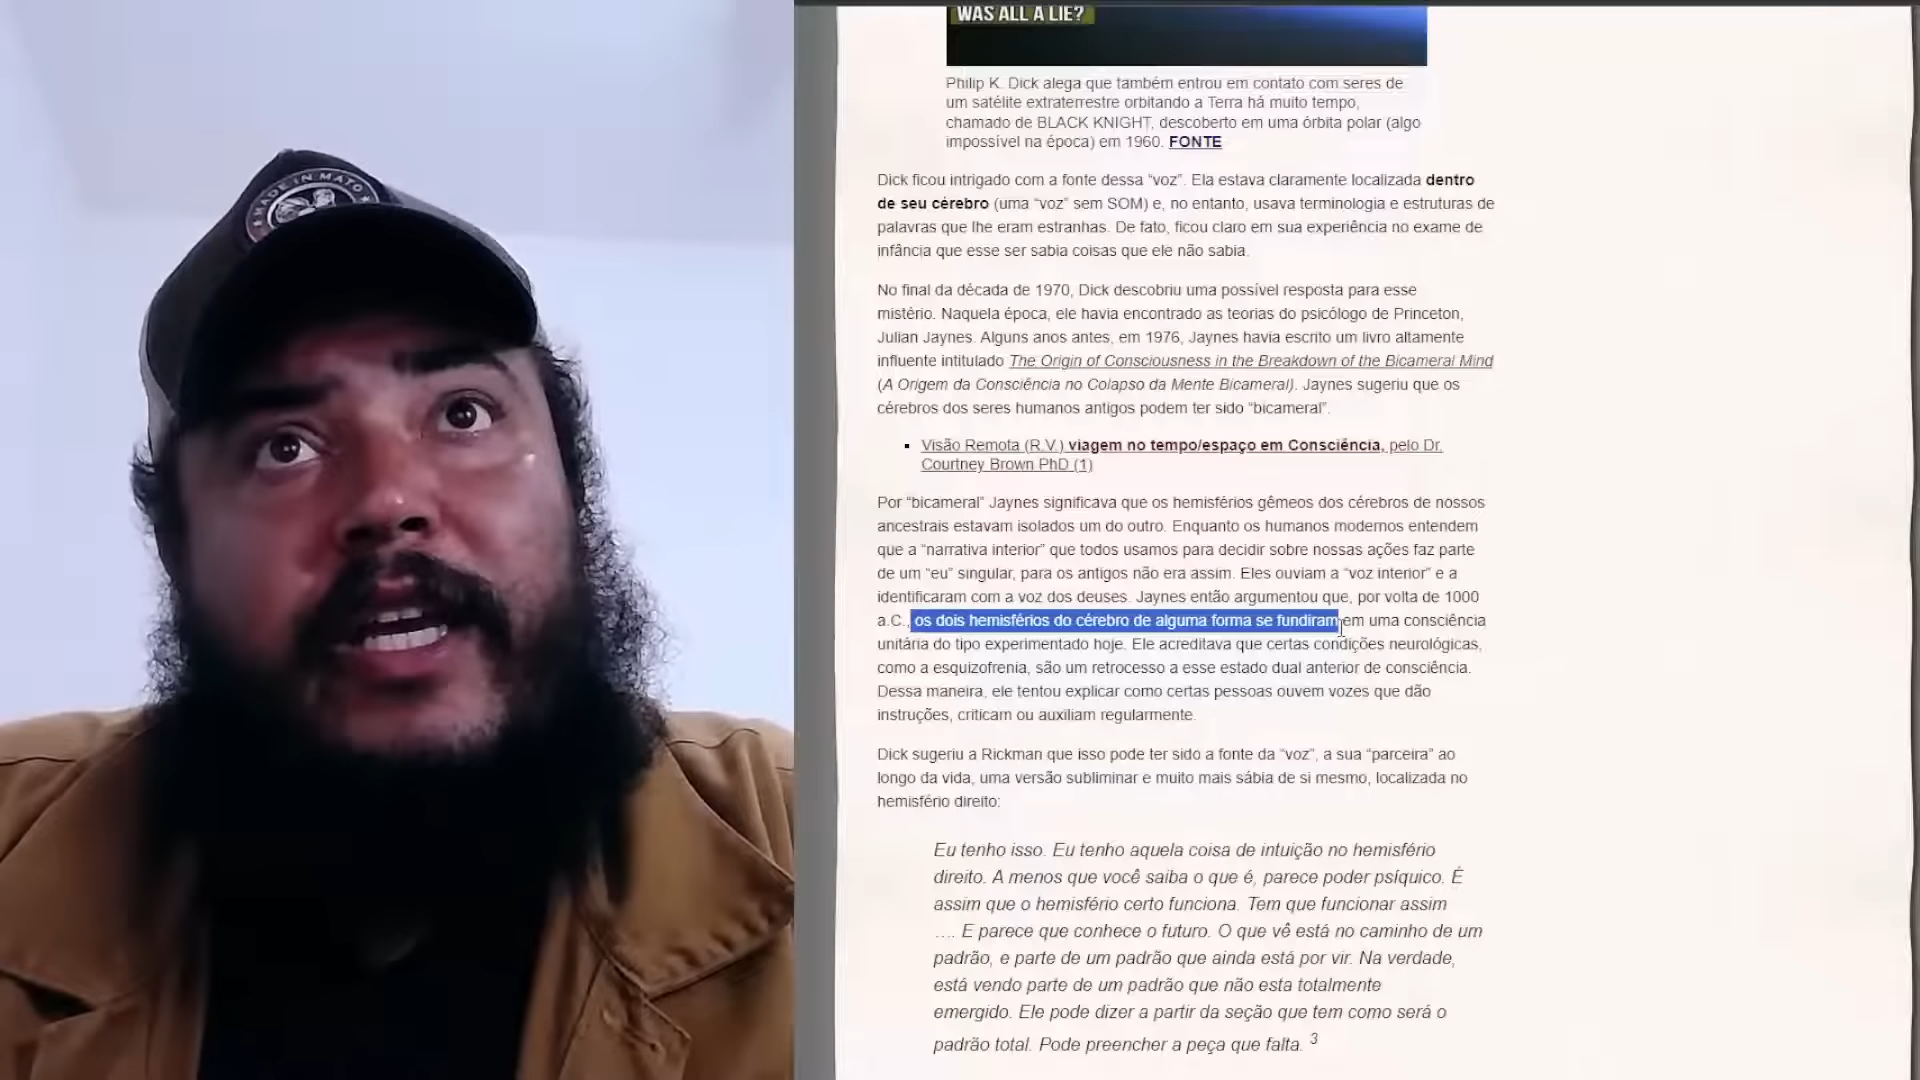 MADE IN MATO
WAS ALL A LIE?
Philip K. Dick alega que também entrou em contato com seres de
um satélite extraterrestre orbitando a Terra há muito tempo,
chamado de BLACK KNIGHT, descoberto em uma órbita polar (algo
impossível na época) em 1960. FONTE
Dick ficou intrigado com a fonte dessa “voz”. Ela estava claramente localizada dentro
de seu cérebro (uma “voz” sem SOM) e, no entanto, usava terminologia e estruturas de
palavras que lhe eram estranhas. De fato, ficou claro em sua experiência no exame de
infância que esse ser sabia coisas que ele não sabia.
No final da década de 1970, Dick descobriu uma possível resposta para esse
mistério. Naquela época, ele havia encontrado as teorias do psicólogo de Princeton,
Julian Jaynes. Alguns anos antes, em 1976, Jaynes havia escrito um livro altamente
influente intitulado The Origin of Consciousness in the Breakdown of the Bicameral Mind
(A Origem da Consciência no Colapso da Mente Bicameral). Jaynes sugeriu que os
cérebros dos seres humanos antigos podem ter sido “bicameral”.
▪ Visão Remota (R.V.) viagem no tempo/espaço em Consciência, pelo Dr.
Courtney Brown PhD (1)
Por “bicameral” Jaynes significava que os hemisférios gêmeos dos cérebros de nossos
ancestrais estavam isolados um do outro. Enquanto os humanos modernos entendem
que a “narrativa interior” que todos usamos para decidir sobre nossas ações faz parte
de um “eu” singular, para os antigos não era assim. Eles ouviam a “voz interior” e a
identificaram com a voz dos deuses. Jaynes então argumentou que, por volta de 1000
a.C., os dois hemisférios do cérebro de alguma forma se fundiram em uma consciência
unitária do tipo experimentado hoje. Ele acreditava que certas condições neurológicas,
como a esquizofrenia, são um retrocesso a esse estado dual anterior de consciência.
Dessa maneira, ele tentou explicar como certas pessoas ouvem vozes que dão
instruções, criticam ou auxiliam regularmente.
Dick sugeriu a Rickman que isso pode ter sido a fonte da “voz”, a sua “parceira” ao
longo da vida, uma versão subliminar e muito mais sábia de si mesmo, localizada no
hemisfério direito:
Eu tenho isso. Eu tenho aquela coisa de intuição no hemisfério
direito. A menos que você saiba o que é, parece poder psíquico. É
assim que o hemisfério certo funciona. Tem que funcionar assim
…. E parece que conhece o futuro. O que vê está no caminho de um
padrão, e parte de um padrão que ainda está por vir. Na verdade,
está vendo parte de um padrão que não esta totalmente
emergido. Ele pode dizer a partir da seção que tem como será o
padrão total. Pode preencher a peça que falta. 3